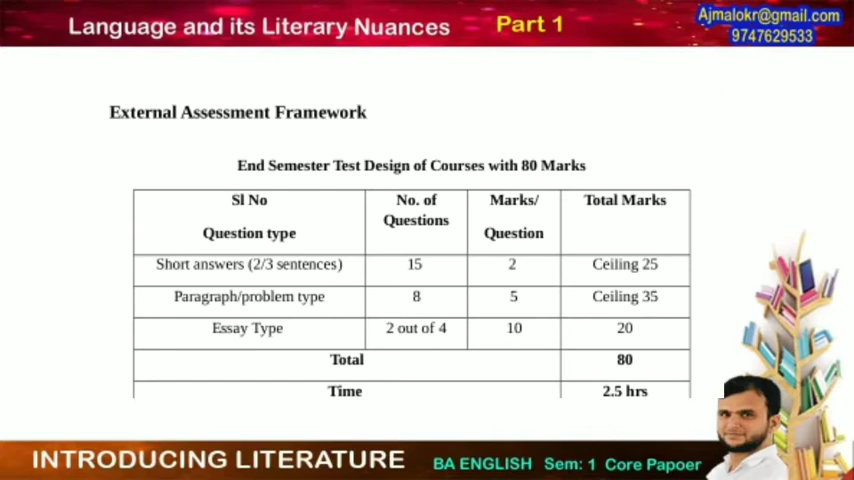 Language and its Literary Nuances Part 1
Ajmalokr@gmail.com
9747629533
External Assessment Framework
End Semester Test Design of Courses with 80 Marks
Sl No
Question type
No. of
Questions
Marks/
Question
Total Marks
Short answers (2/3 sentences) 15 2 Ceiling 25
Paragraph/problem type 8 5 Ceiling 35
Essay Type 2 out of 4 10 20
Total 80
Time 2.5 hrs
INTRODUCING LITERATURE BA ENGLISH Sem: 1 Core Papoer